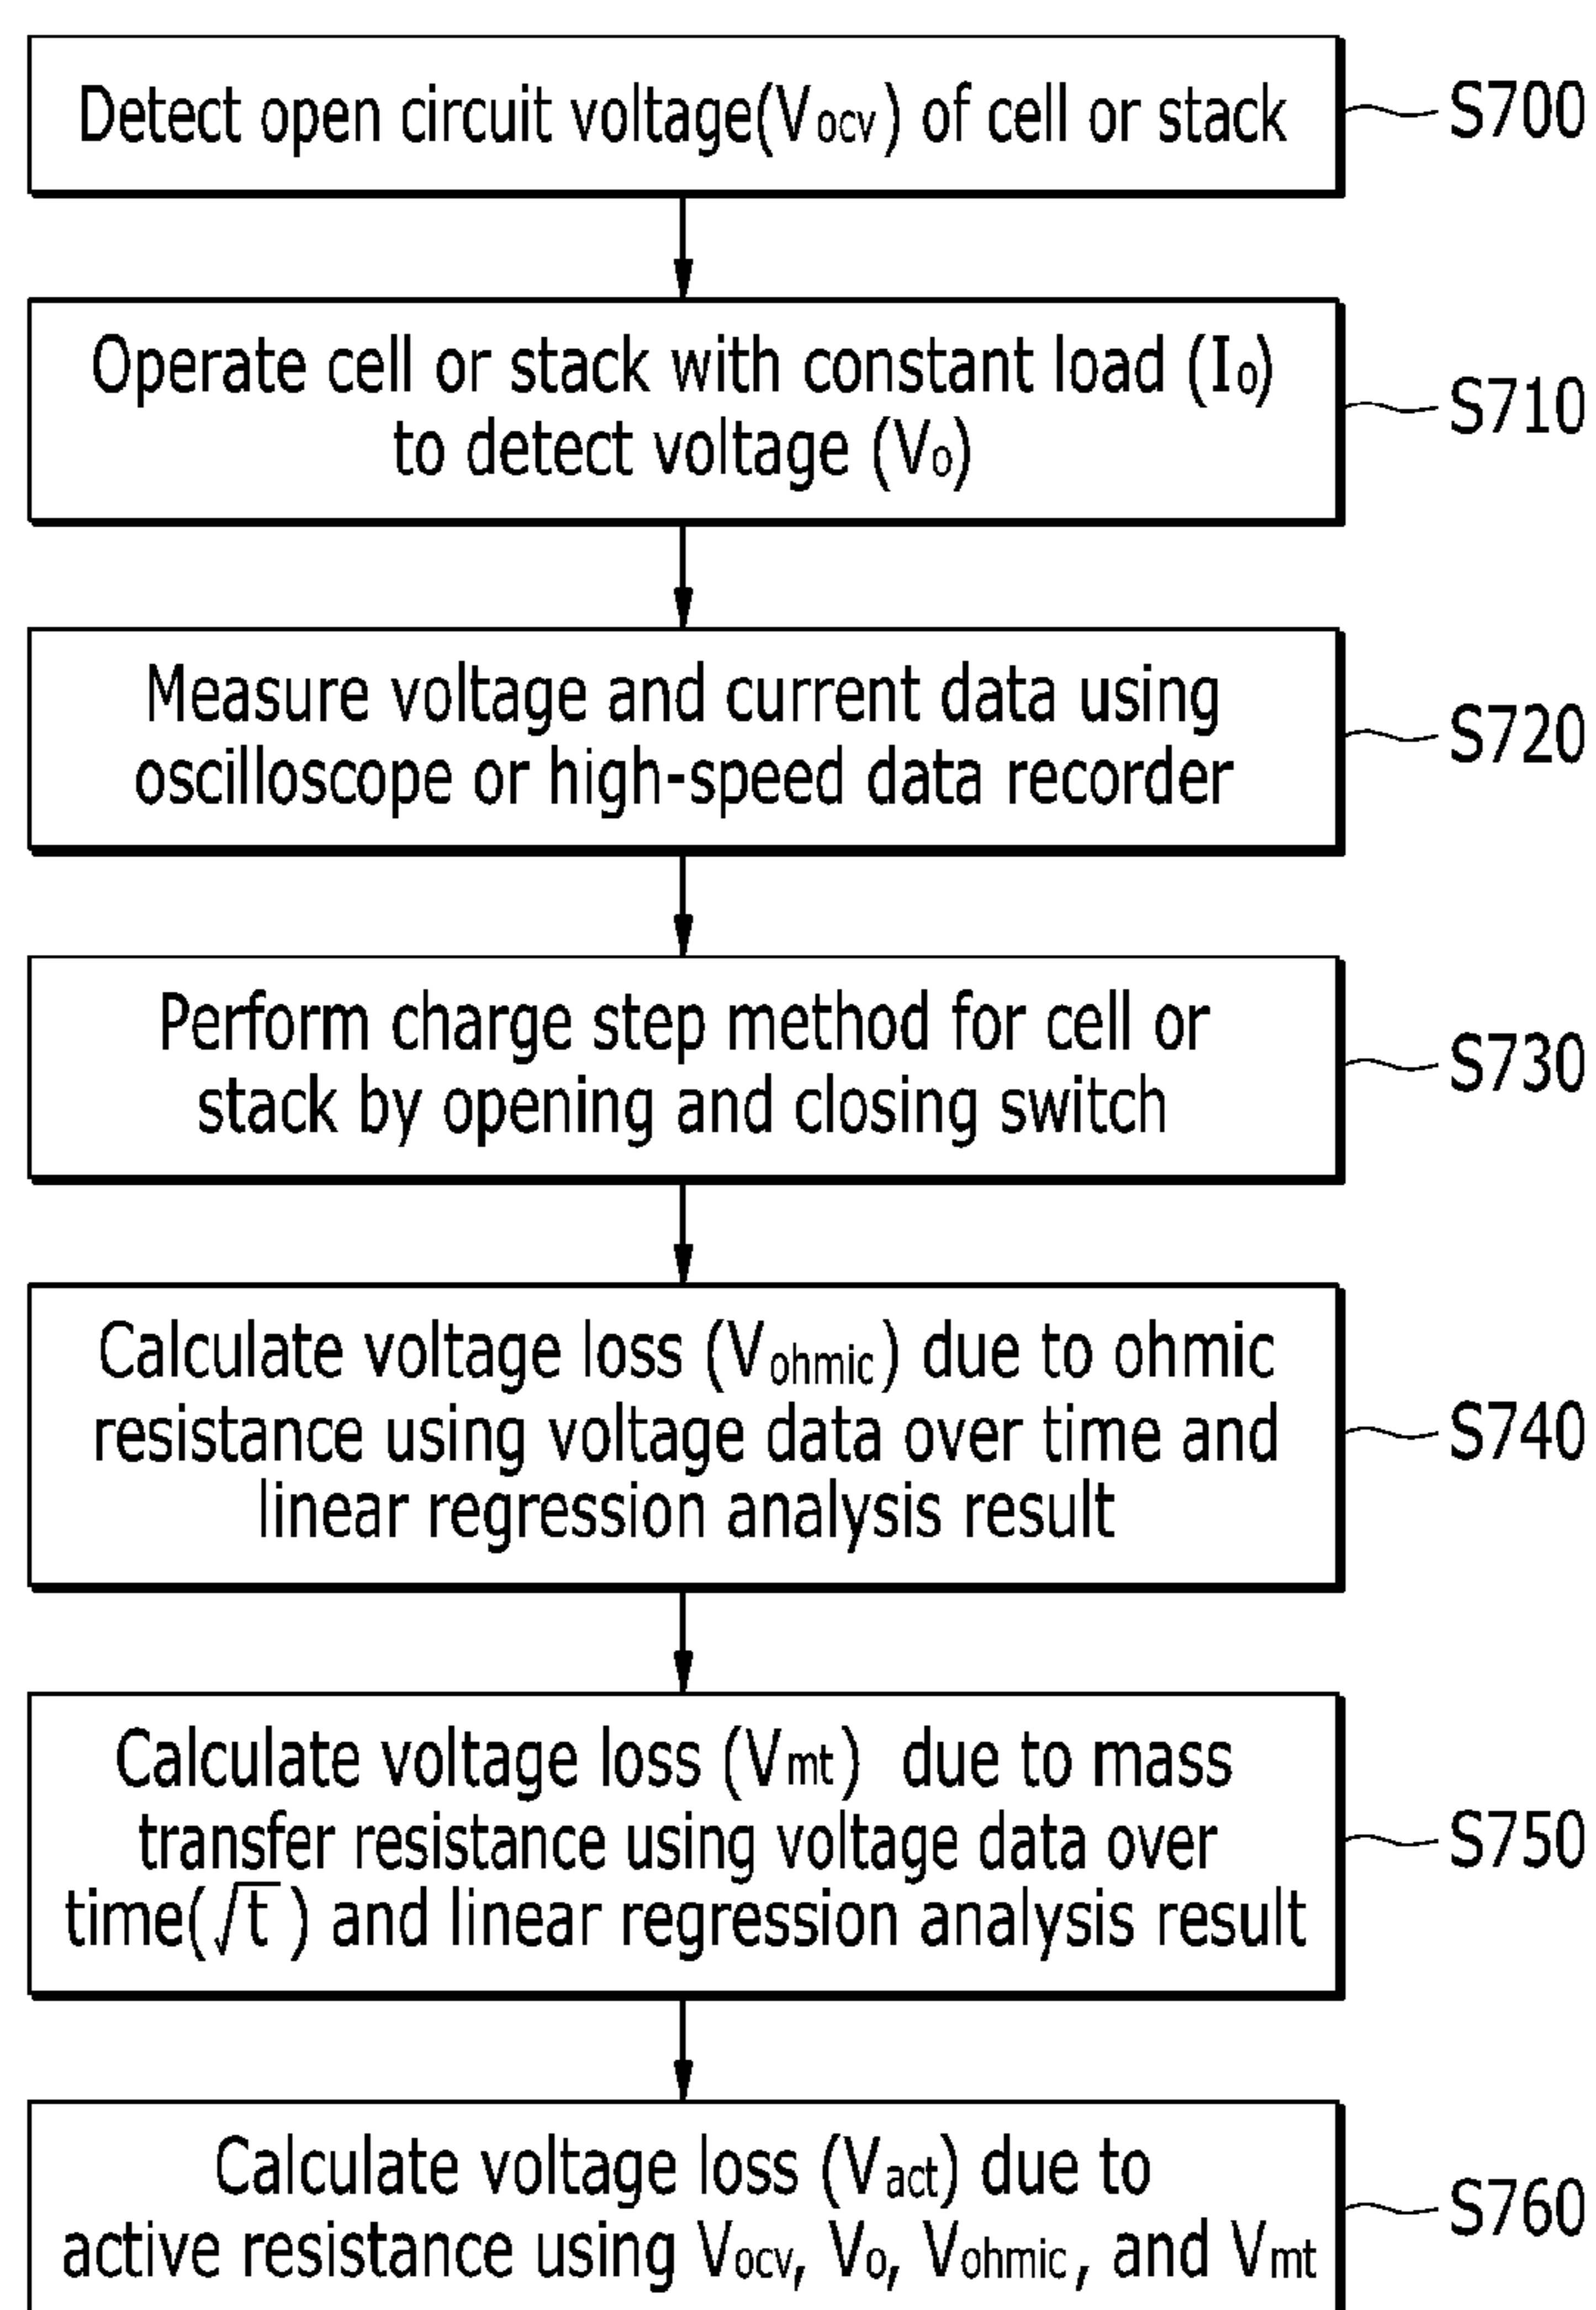 Detect open circuit voltage(Vocv) of cell or stack
S700
Operate cell or stack with constant load (Io)
to detect voltage (Vo)
S710
Measure voltage and current data using
oscilloscope or high-speed data recorder
S720
Perform charge step method for cell or
stack by opening and closing switch
S730
Calculate voltage loss (Vohmic) due to ohmic
resistance using voltage data over time and
linear regression analysis result
S740
Calculate voltage loss (Vmt) due to mass
transfer resistance using voltage data over
time(√t) and linear regression analysis result
S750
Calculate voltage loss (Vact) due to
active resistance using Vocv, Vo, Vohmic, and Vmt
S760